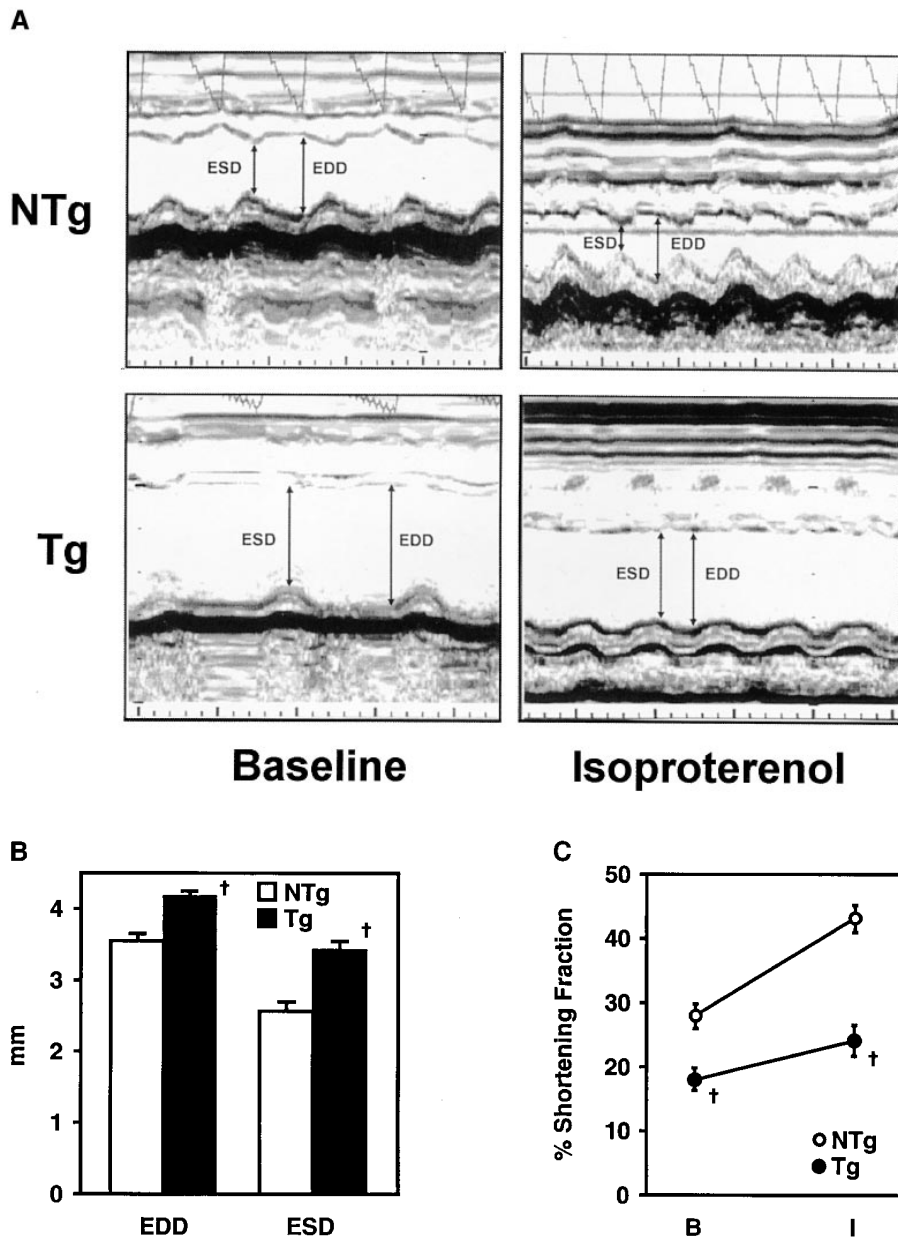 A
NTg
ESD
EDD
ESD
EDD
Tg
ESD
EDD
ESD
EDD
Baseline
Isoproterenol
B
mm
4
3
2
1
0
NTg
Tg
†
†
EDD
ESD
C
% Shortening Fraction
50
40
30
20
10
0
†
†
NTg
Tg
B
I